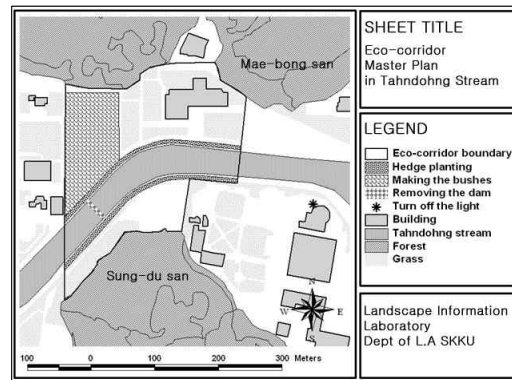 SHEET TITLE
Eco-corridor
Master Plan
in Tahndohng Stream
LEGEND
Eco-corridor boundary
Hedge planting
Making the bushes
Removing the dam
Turn off the light
Building
Tahndohng stream
Forest
Grass
Landscape Information
Laboratory
Dept of L.A SKKU
Mae-bong san
Sung-du san
N
W E
S
100 0 100 200 300 Meters